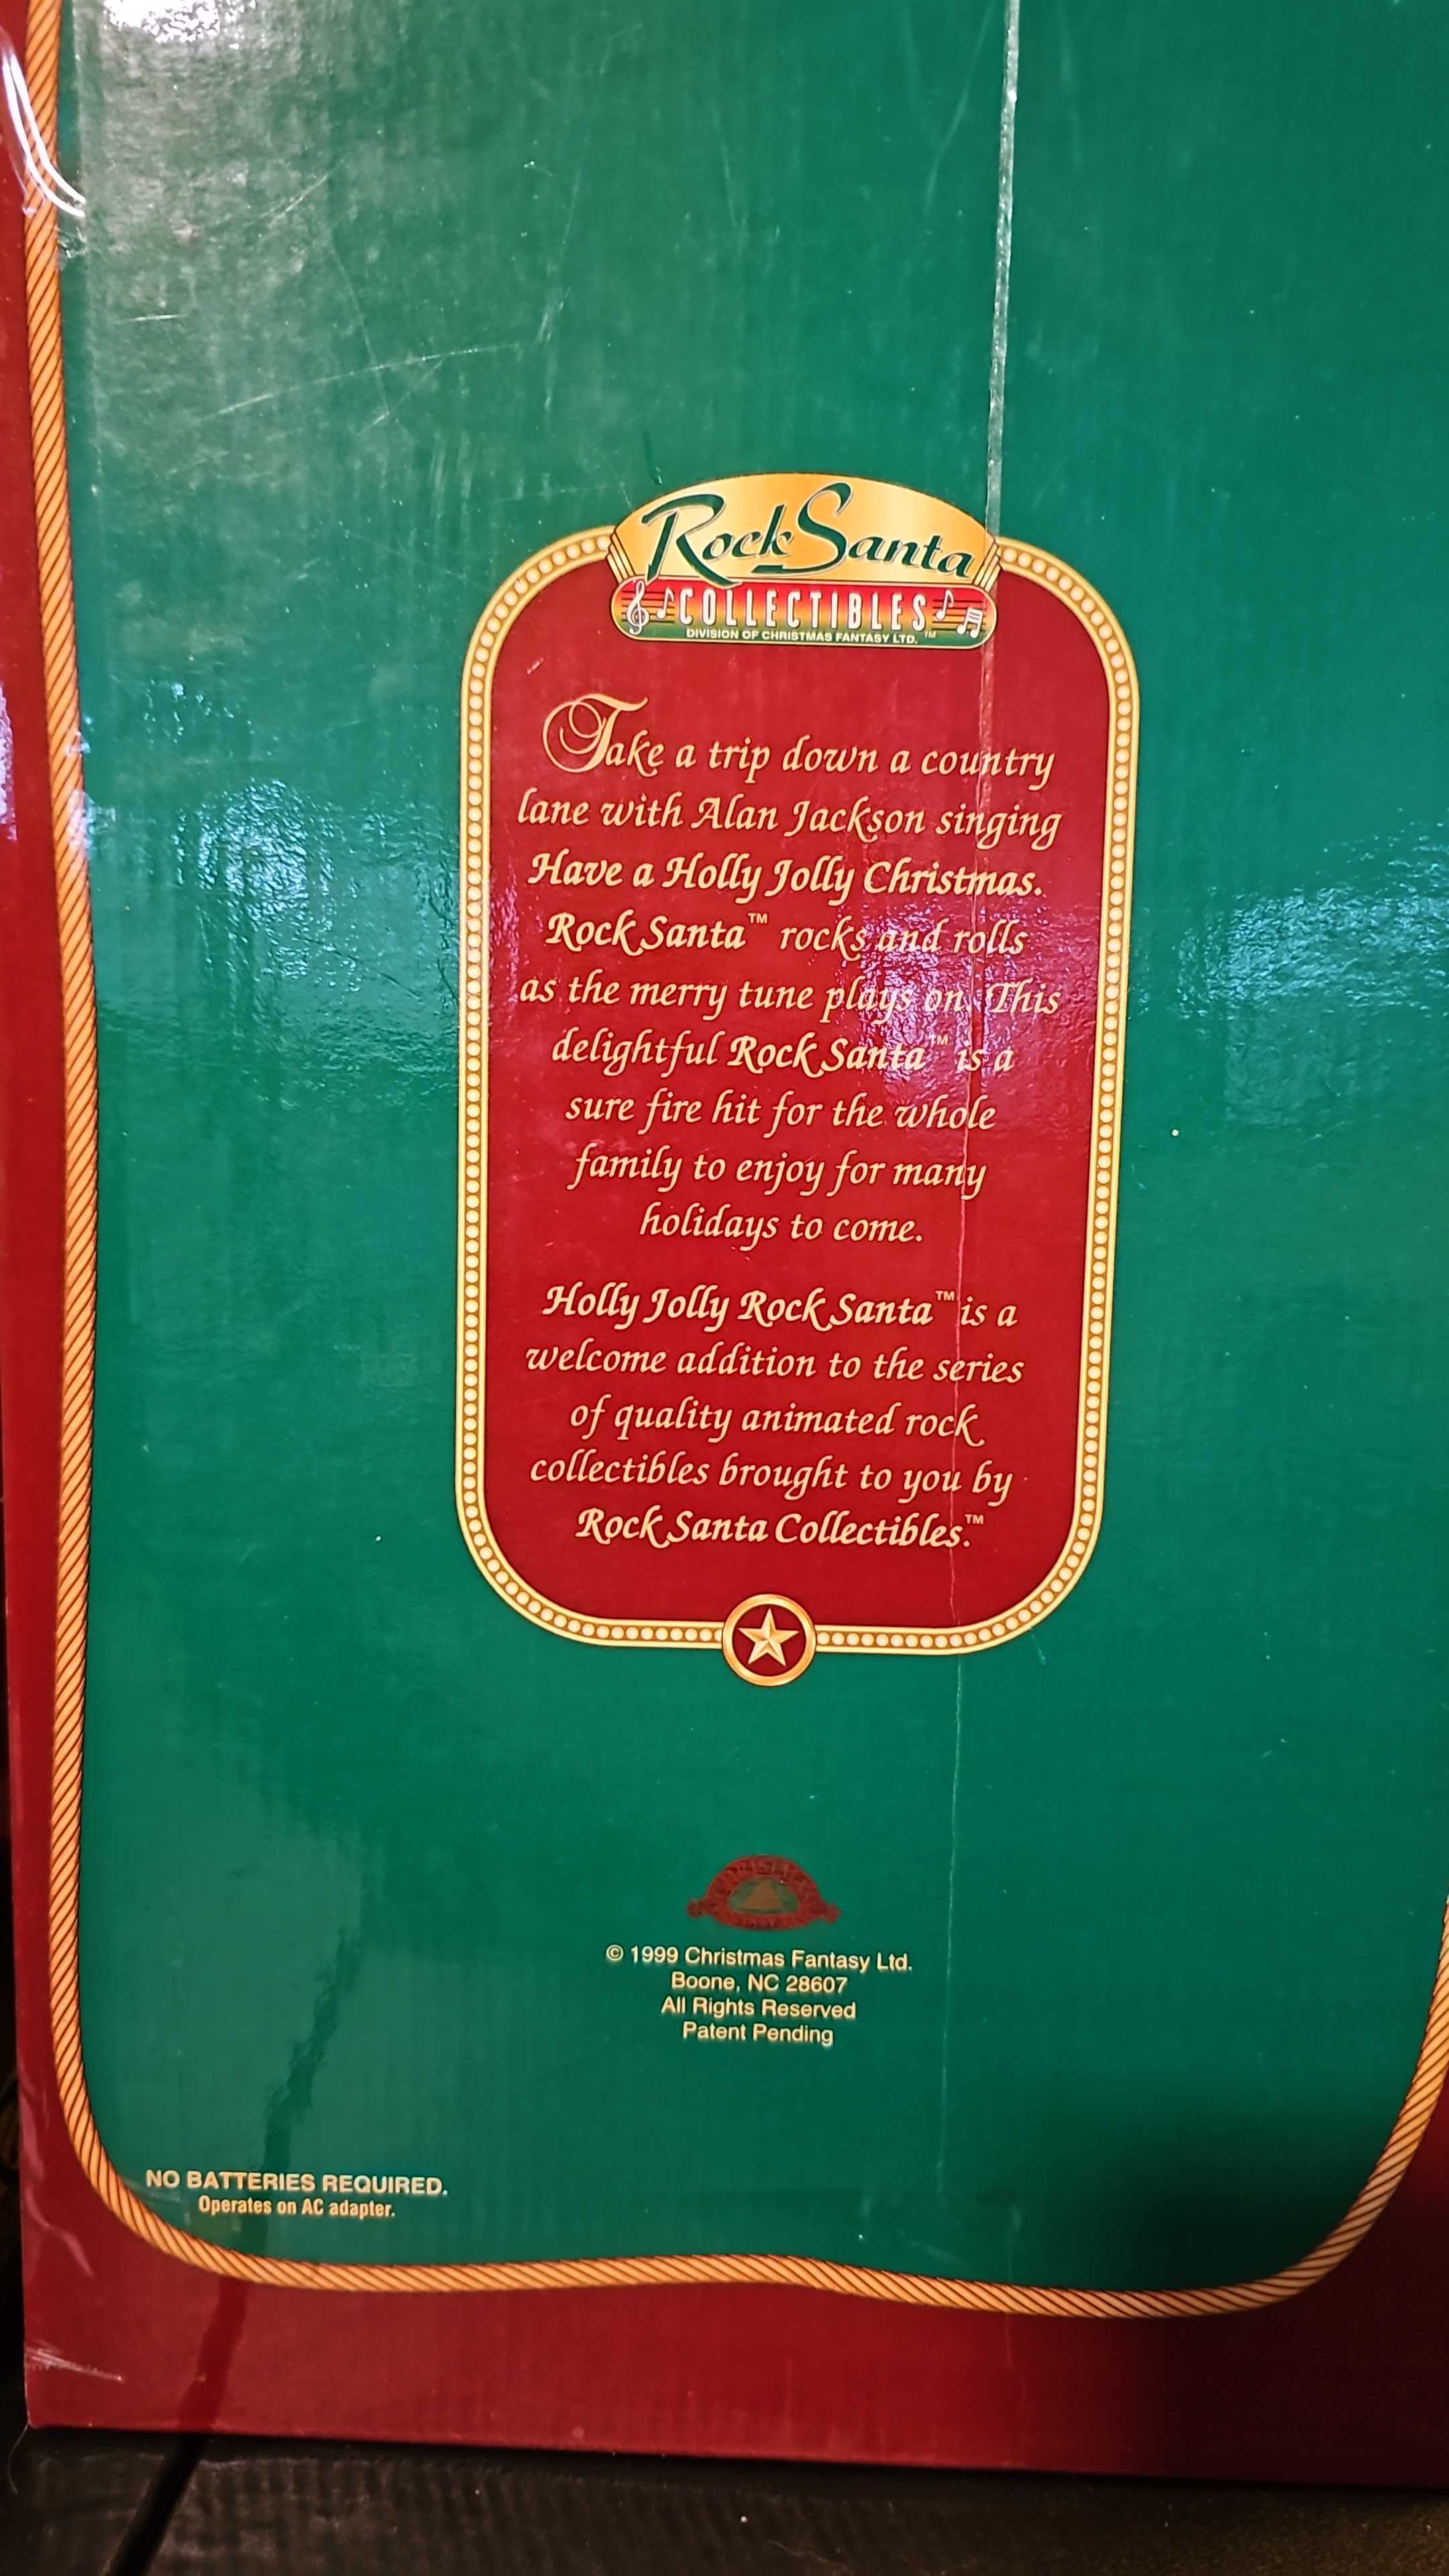 Rock Santa
COLLECTIBLES
DIVISION OF CHRISTMAS FANTASY LTD. ™
Take a trip down a country
lane with Alan Jackson singing
Have a Holly Jolly Christmas.
Rock Santa™ rocks and rolls
as the merry tune plays on. This
delightful Rock Santa™ is a
sure fire hit for the whole
family to enjoy for many
holidays to come.
Holly Jolly Rock Santa™ is a
welcome addition to the series
of quality animated rock
collectibles brought to you by
Rock Santa Collectibles.™
© 1999 Christmas Fantasy Ltd.
Boone, NC 28607
All Rights Reserved
Patent Pending
NO BATTERIES REQUIRED.
Operates on AC adapter.